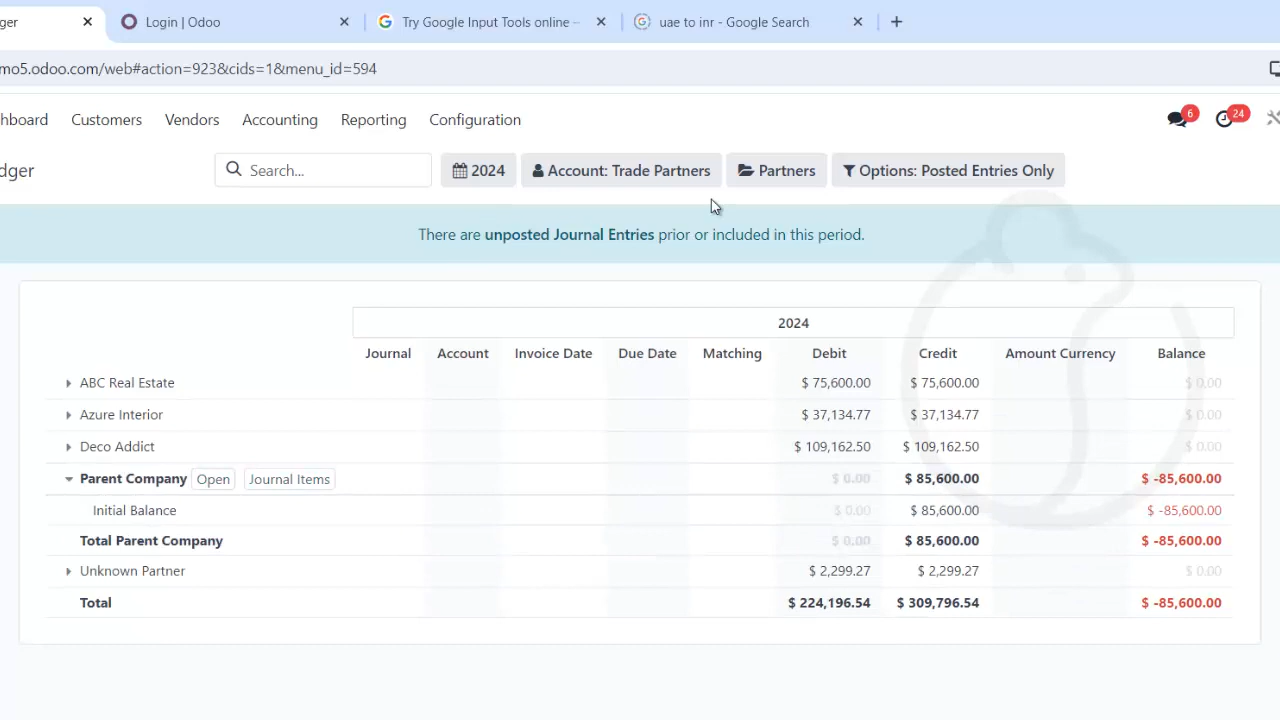 ger
Login | Odoo
Try Google Input Tools online –
uae to inr - Google Search
mo5.odoo.com/web#action=923&cids=1&menu_id=594
hboard Customers Vendors Accounting Reporting Configuration 6 24
dger Search... 2024 Account: Trade Partners Partners Options: Posted Entries Only
There are unposted Journal Entries prior or included in this period.
2024
Journal Account Invoice Date Due Date Matching Debit Credit Amount Currency Balance
ABC Real Estate $ 75,600.00 $ 75,600.00 $ 0.00
Azure Interior $ 37,134.77 $ 37,134.77 $ 0.00
Deco Addict $ 109,162.50 $ 109,162.50 $ 0.00
Parent Company Open Journal Items $ 0.00 $ 85,600.00 $ -85,600.00
Initial Balance $ 0.00 $ 85,600.00 $ -85,600.00
Total Parent Company $ 0.00 $ 85,600.00 $ -85,600.00
Unknown Partner $ 2,299.27 $ 2,299.27 $ 0.00
Total $ 224,196.54 $ 309,796.54 $ -85,600.00